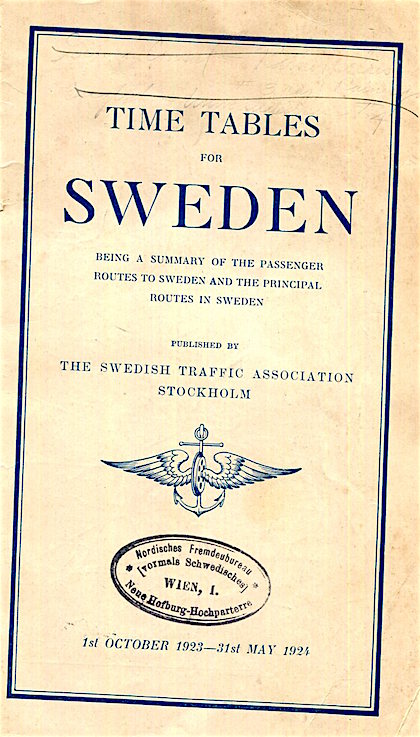 TIME TABLES
FOR
SWEDEN
BEING A SUMMARY OF THE PASSENGER
ROUTES TO SWEDEN AND THE PRINCIPAL
ROUTES IN SWEDEN
PUBLISHED BY
THE SWEDISH TRAFFIC ASSOCIATION
STOCKHOLM
* Nordisches Fremdeubureau *
[vormals Schwedisches]
WIEN, 1.
Neue Hofburg-Hochparterre
1st OCTOBER 1923—31st MAY 1924